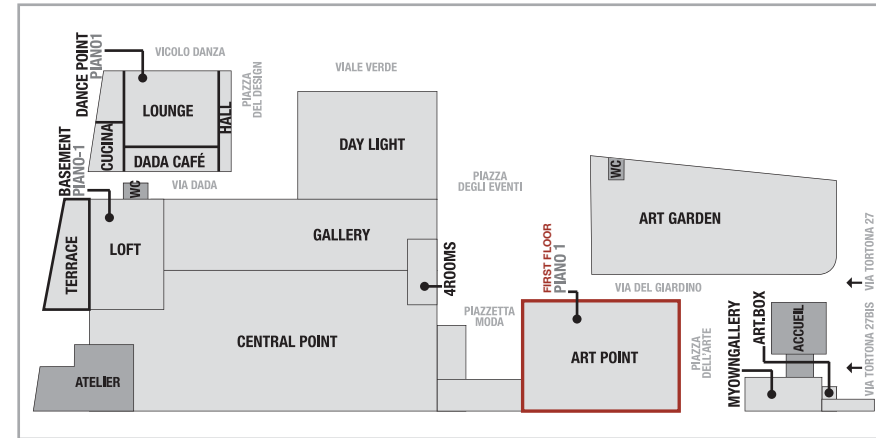 DANCE POINT
PIANO1
VICOLO DANZA
PIAZZA
DEL DESIGN
LOUNGE
HALL
CUCINA
DADA CAFÉ
VIA DADA
WC
BASEMENT
PIANO-1
TERRACE
LOFT
VIALE VERDE
DAY LIGHT
PIAZZA
DEGLI EVENTI
GALLERY
4ROOMS
CENTRAL POINT
ATELIER
PIAZZETTA
MODA
FIRST FLOOR
PIANO 1
ART POINT
WC
ART GARDEN
VIA DEL GIARDINO
PIAZZA
DELL'ARTE
MYOWNGALLERY
ART.BOX
ACCUEIL
VIA TORTONA 27
VIA TORTONA 27BIS